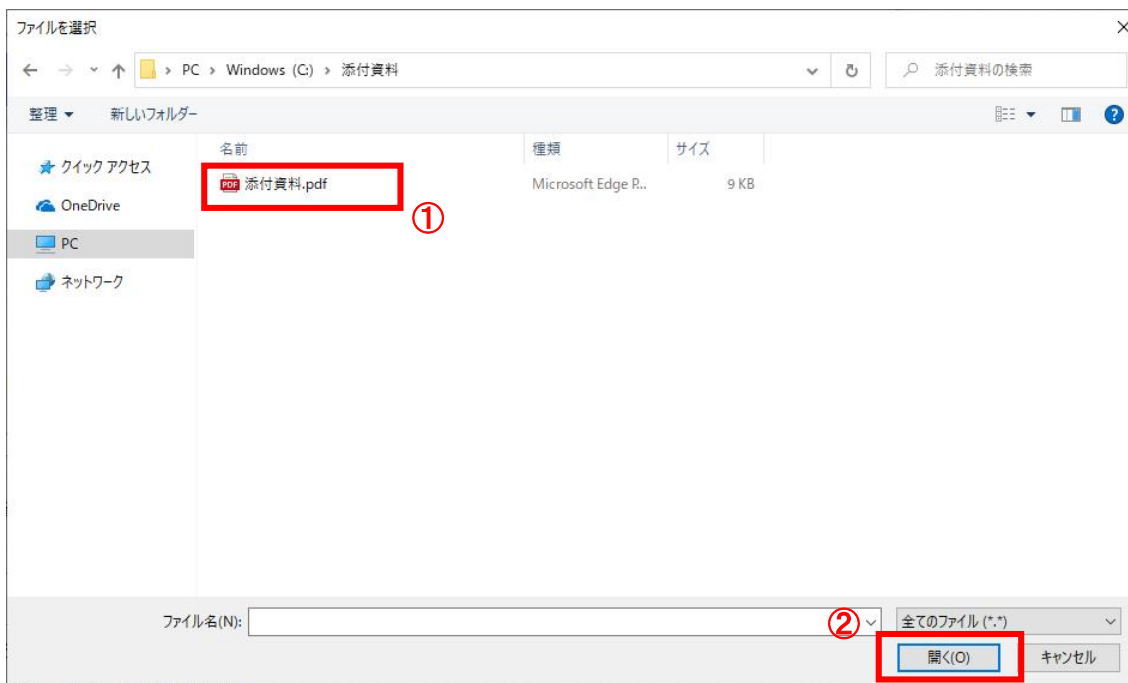 ファイルを選択
PC › Windows (C:) › 添付資料
添付資料の検索
整理
新しいフォルダー
名前
種類
サイズ
クイック アクセス
OneDrive
PC
ネットワーク
PDF 添付資料.pdf
Microsoft Edge P...
9 KB
①
ファイル名(N):
②
全てのファイル (*.*)
開く(O)
キャンセル